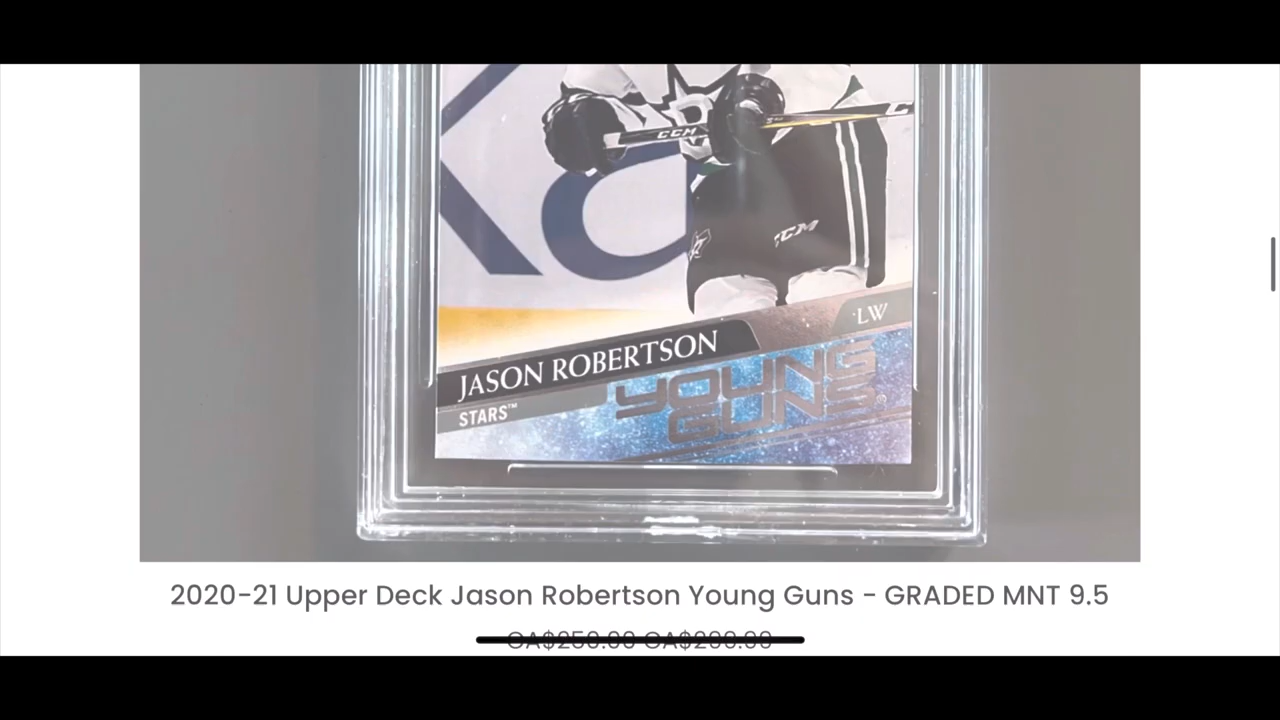 CCM
CCM
LW
JASON ROBERTSON
STARS™
YOUNG
GUNS®
2020-21 Upper Deck Jason Robertson Young Guns - GRADED MNT 9.5